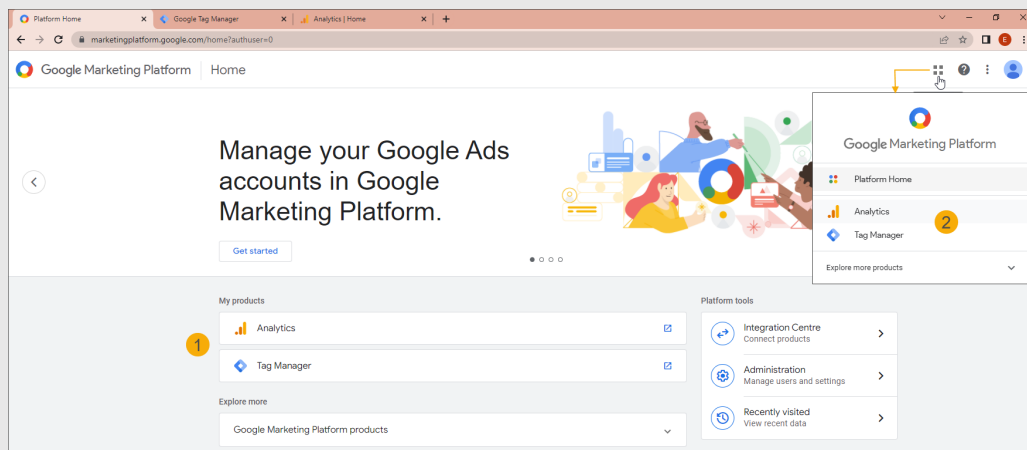 Platform Home
Google Tag Manager
Analytics | Home
marketingplatform.google.com/home?authuser=0
E
Google Marketing Platform
Home
Manage your Google Ads
accounts in Google
Marketing Platform.
Get started
Google Marketing Platform
Platform Home
Analytics
Tag Manager
2
Explore more products
My products
1
Analytics
Tag Manager
Explore more
Google Marketing Platform products
Platform tools
Integration Centre
Connect products
Administration
Manage users and settings
Recently visited
View recent data